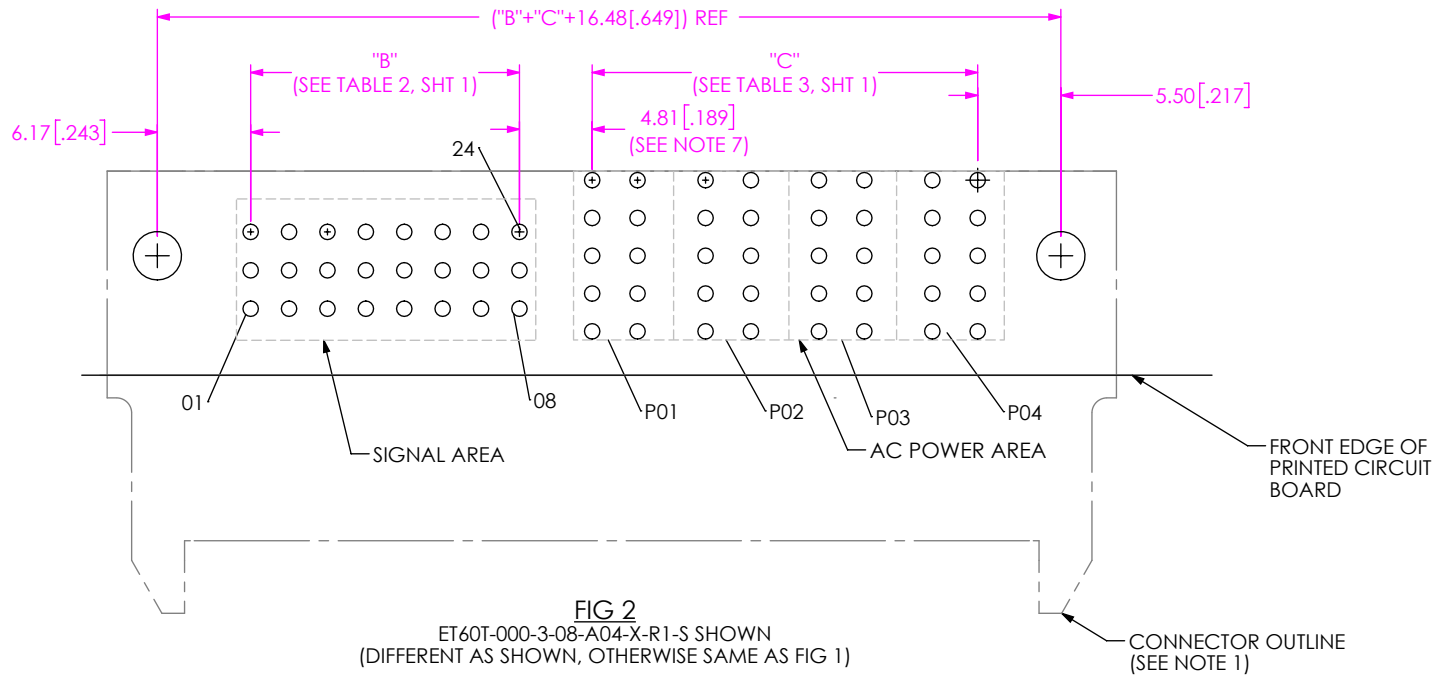 ("B"+"C"+16.48[.649]) REF
"B"
(SEE TABLE 2, SHT 1)
"C"
(SEE TABLE 3, SHT 1)
5.50[.217]
6.17[.243]
4.81[.189]
(SEE NOTE 7)
24
01
08
P01
P02
P03
P04
SIGNAL AREA
AC POWER AREA
FRONT EDGE OF
PRINTED CIRCUIT
BOARD
FIG 2
ET60T-000-3-08-A04-X-R1-S SHOWN
(DIFFERENT AS SHOWN, OTHERWISE SAME AS FIG 1)
CONNECTOR OUTLINE
(SEE NOTE 1)